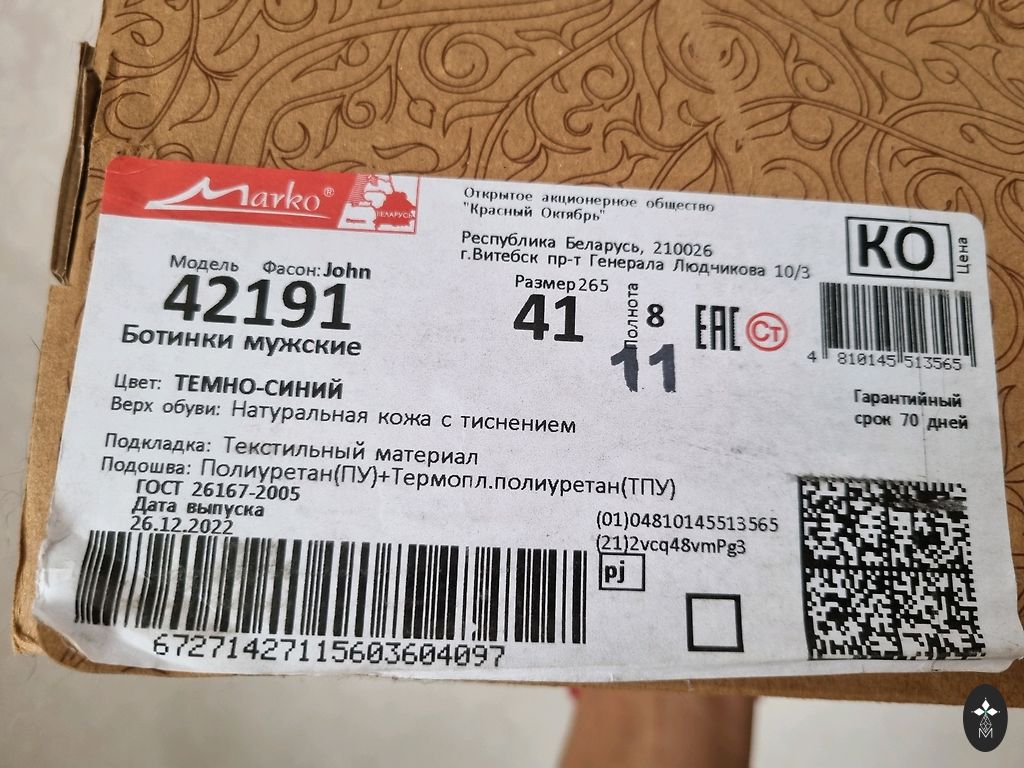 Marko®
БЕЛАРУСЬ
Открытое акционерное общество
"Красный Октябрь"
Республика Беларусь, 210026
г.Витебск пр-т Генерала Людчикова 10/3
КО
Цена
Модель Фасон:John
42191
Ботинки мужские
Размер 265
41
Полнота
8
11
ЕАС
Ст
4 810145 513565
Цвет: ТЕМНО-СИНИЙ
Верх обуви: Натуральная кожа с тиснением
Гарантийный
срок 70 дней
Подкладка: Текстильный материал
Подошва: Полиуретан(ПУ)+Термопл.полиуретан(ТПУ)
ГОСТ 26167-2005
Дата выпуска
26.12.2022
(01)04810145513565
(21)2vcq48vmPg3
pj
672714271115603604097